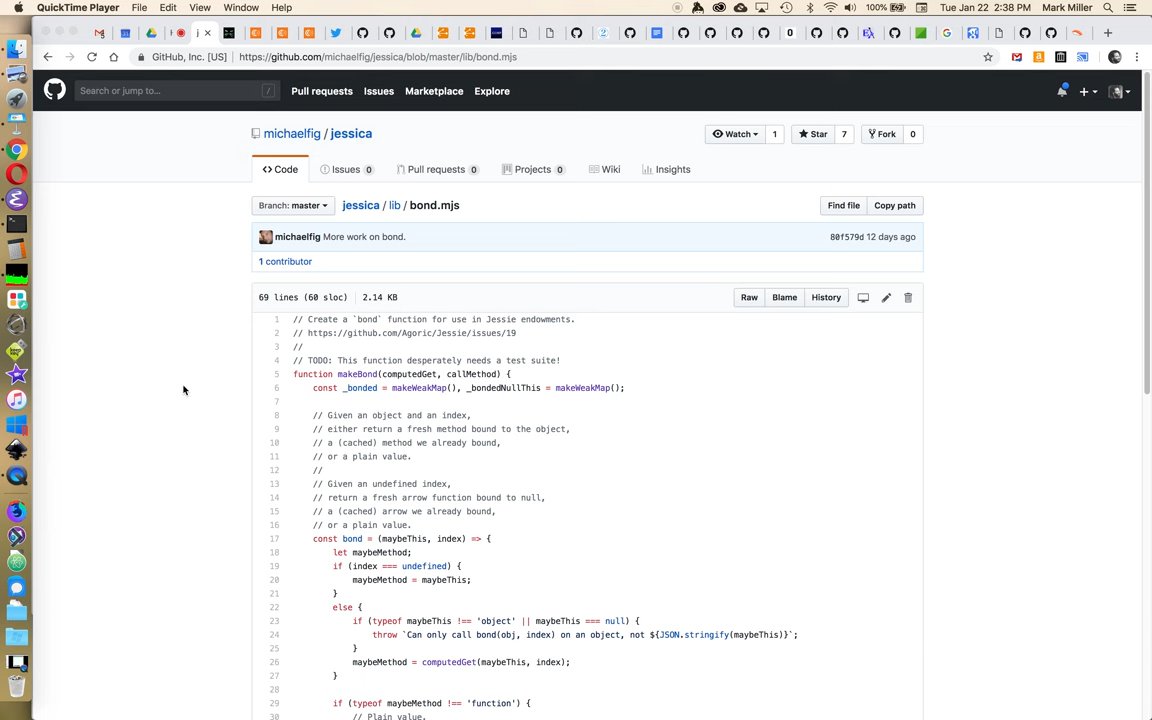 QuickTime Player File Edit View Window Help 100% Tue Jan 22 2:38 PM Mark Miller
GitHub, Inc. [US] https://github.com/michaelfig/jessica/blob/master/lib/bond.mjs
Search or jump to... / Pull requests Issues Marketplace Explore
michaelfig / jessica Watch 1 Star 7 Fork 0
Code Issues 0 Pull requests 0 Projects 0 Wiki Insights
Branch: master jessica / lib / bond.mjs Find file Copy path
michaelfig More work on bond. 80f579d 12 days ago
1 contributor
69 lines (60 sloc) 2.14 KB Raw Blame History
1 // Create a `bond` function for use in Jessie endowments.
2 // https://github.com/Agoric/Jessie/issues/19
3 //
4 // TODO: This function desperately needs a test suite!
5 function makeBond(computedGet, callMethod) {
6 const _bonded = makeWeakMap(), _bondedNullThis = makeWeakMap();
7
8 // Given an object and an index,
9 // either return a fresh method bound to the object,
10 // a (cached) method we already bound,
11 // or a plain value.
12 //
13 // Given an undefined index,
14 // return a fresh arrow function bound to null,
15 // a (cached) arrow we already bound,
16 // or a plain value.
17 const bond = (maybeThis, index) => {
18 let maybeMethod;
19 if (index === undefined) {
20 maybeMethod = maybeThis;
21 }
22 else {
23 if (typeof maybeThis !== 'object' || maybeThis === null) {
24 throw `Can only call bond(obj, index) on an object, not ${JSON.stringify(maybeThis)}`;
25 }
26 maybeMethod = computedGet(maybeThis, index);
27 }
28
29 if (typeof maybeMethod !== 'function') {
30 // Plain value.